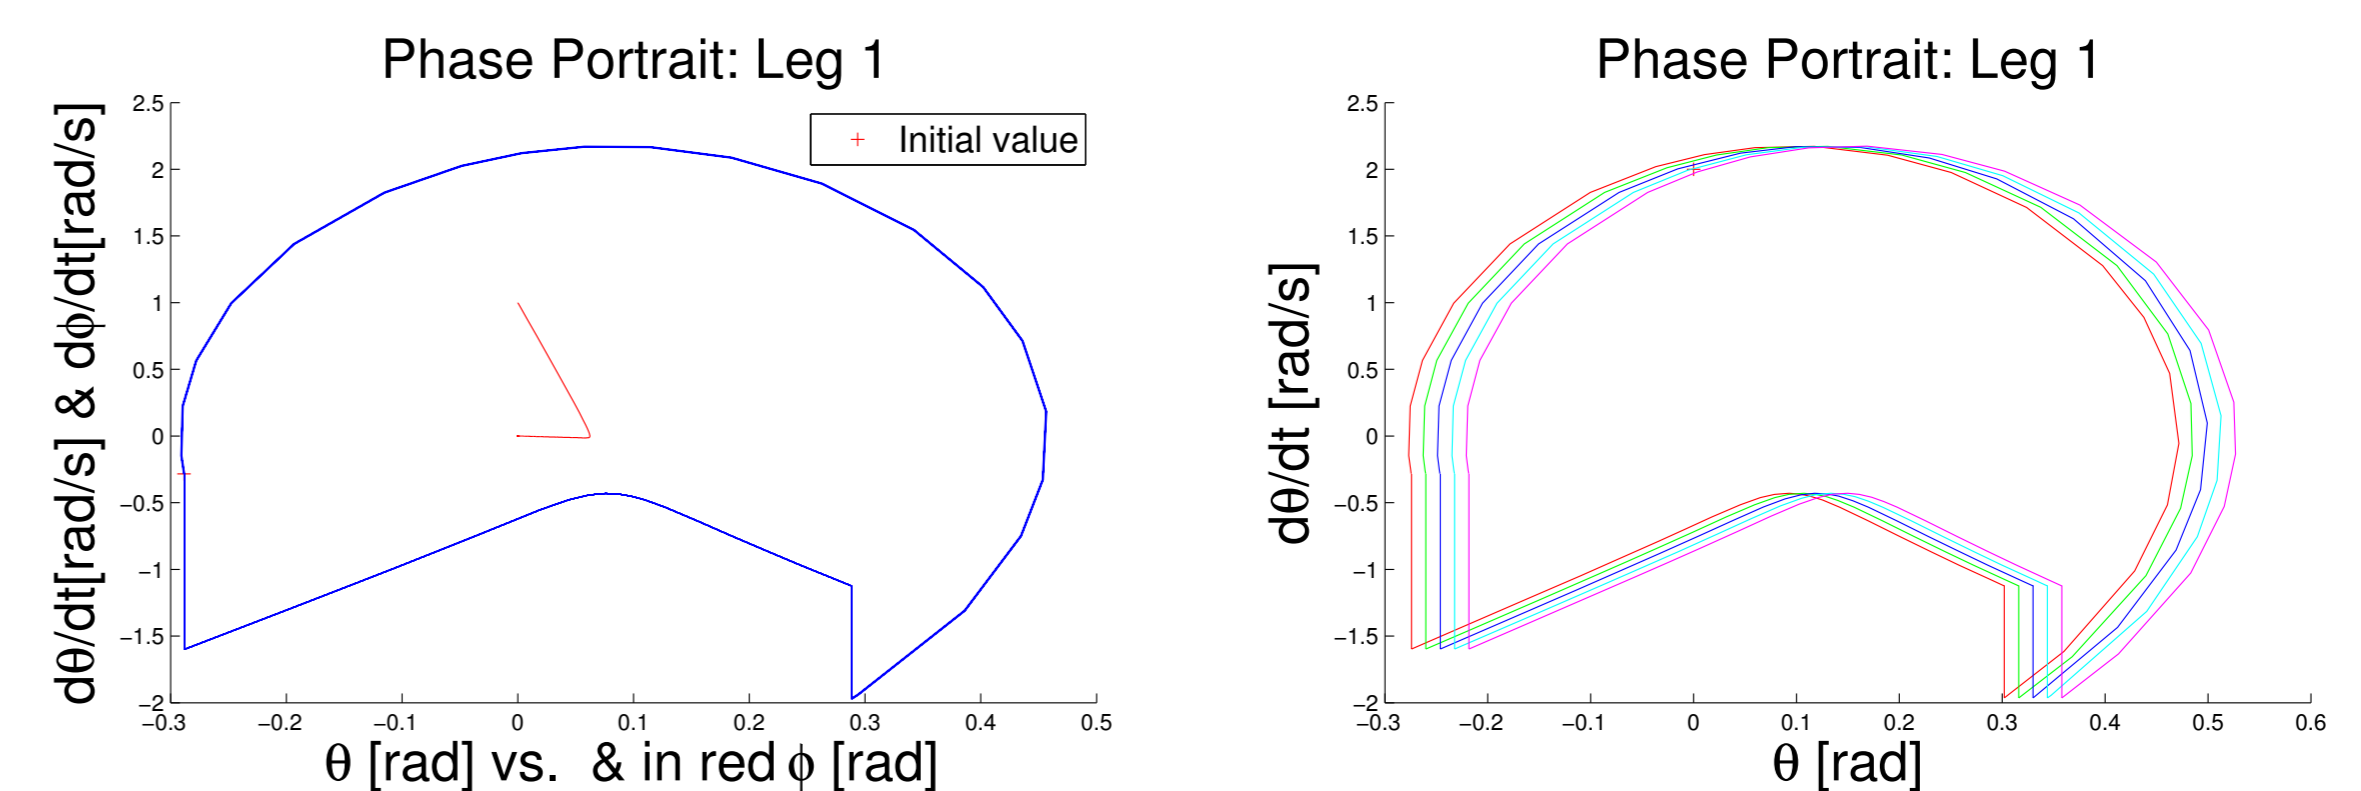 Phase Portrait: Leg 1
Initial value
2.5
2
1.5
1
0.5
0
−0.5
−1
−1.5
−2
−0.3 −0.2 −0.1 0 0.1 0.2 0.3 0.4 0.5
dθ/dt[rad/s] & dϕ/dt[rad/s]
θ [rad] vs. & in red ϕ [rad]
Phase Portrait: Leg 1
2.5
2
1.5
1
0.5
0
−0.5
−1
−1.5
−2
−0.3 −0.2 −0.1 0 0.1 0.2 0.3 0.4 0.5 0.6
dθ/dt [rad/s]
θ [rad]